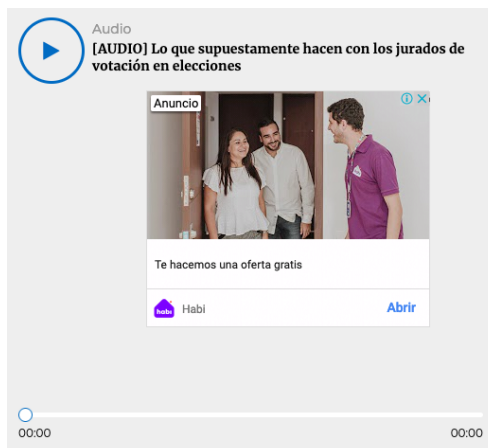 Audio
[AUDIO] Lo que supuestamente hacen con los jurados de
votación en elecciones
Anuncio
Te hacemos una oferta gratis
habi
Habi
Abrir
00:00
00:00